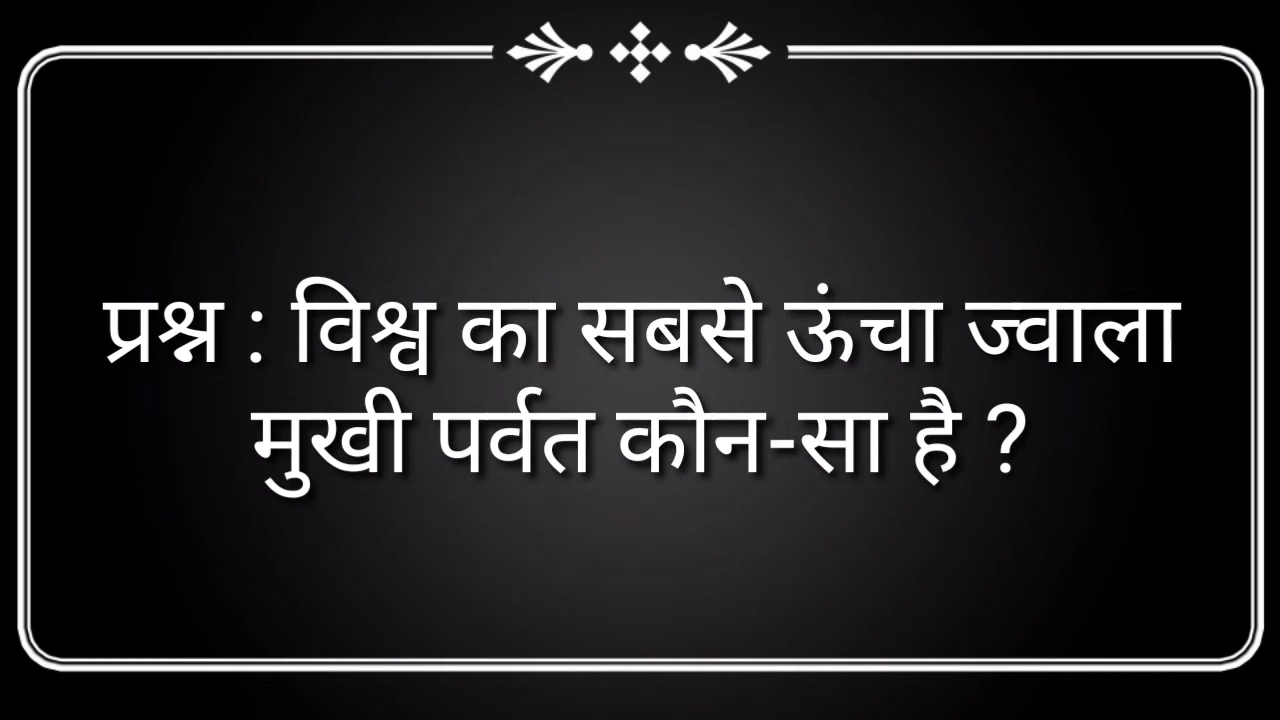 प्रश्न : विश्व का सबसे ऊंचा ज्वाला
मुखी पर्वत कौन-सा है ?